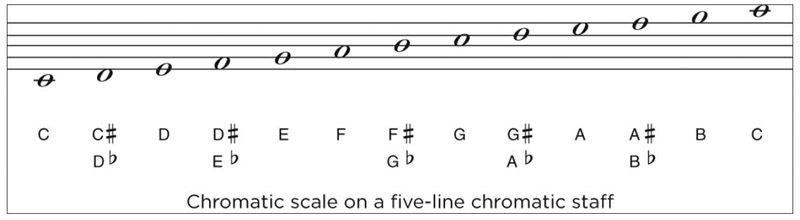 C C♯ D D♯ E F F♯ G G♯ A A♯ B C
D♭ E♭ G♭ A♭ B♭
Chromatic scale on a five-line chromatic staff